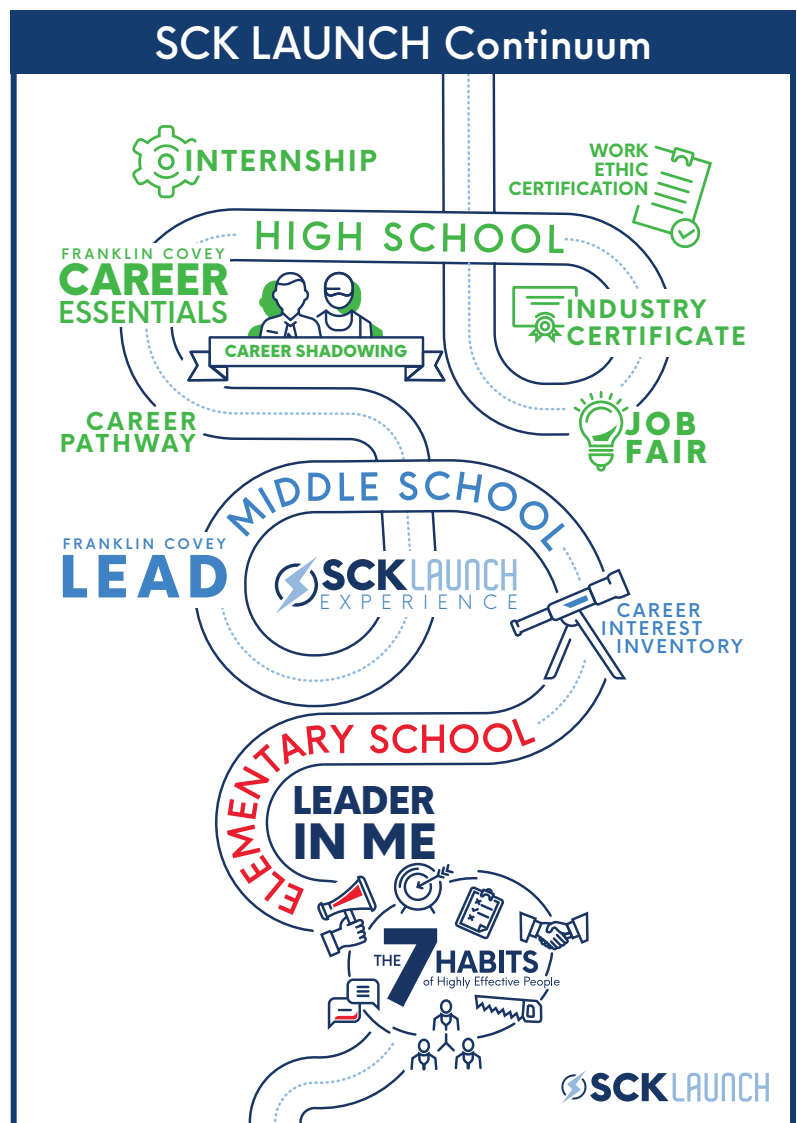 SCK LAUNCH Continuum
INTERNSHIP
WORK
ETHIC
CERTIFICATION
HIGH SCHOOL
FRANKLIN COVEY
CAREER
ESSENTIALS
CAREER SHADOWING
INDUSTRY
CERTIFICATE
CAREER
PATHWAY
JOB
FAIR
MIDDLE SCHOOL
FRANKLIN COVEY
LEAD
SCK LAUNCH
EXPERIENCE
CAREER
INTEREST
INVENTORY
ELEMENTARY SCHOOL
LEADER
IN ME
THE 7 HABITS
of Highly Effective People
SCK LAUNCH